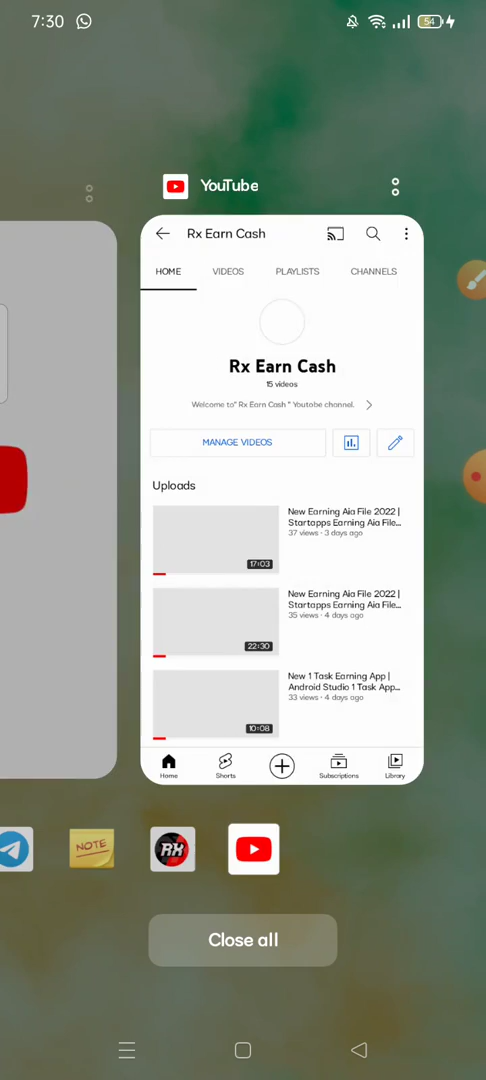 7:30
54
YouTube
Rx Earn Cash
HOME VIDEOS PLAYLISTS CHANNELS
Rx Earn Cash
15 videos
Welcome to" Rx Earn Cash " Youtube channel.
MANAGE VIDEOS
Uploads
New Earning Aia File 2022 |
Startapps Earning Aia File...
37 views · 3 days ago
17:03
New Earning Aia File 2022 |
Startapps Earning Aia File...
35 views · 4 days ago
22:30
New 1 Task Earning App |
Android Studio 1 Task App...
33 views · 4 days ago
10:08
Home Shorts Subscriptions Library
NOTE
RX
Close all